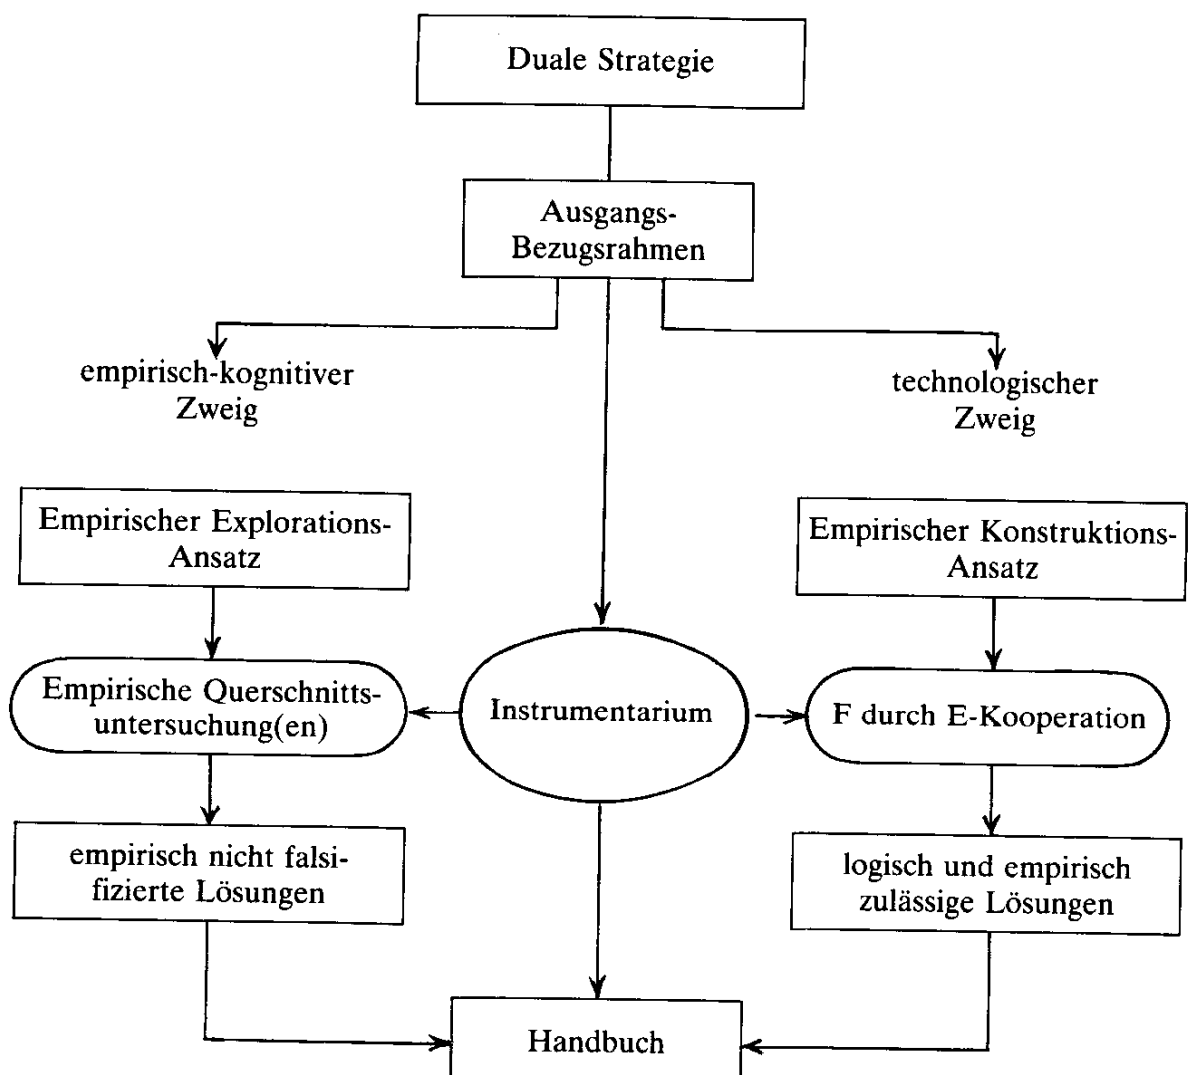 Duale Strategie
Ausgangs-
Bezugsrahmen
empirisch-kognitiver
Zweig
technologischer
Zweig
Empirischer Explorations-
Ansatz
Empirischer Konstruktions-
Ansatz
Empirische Querschnitts-
untersuchung(en)
Instrumentarium
F durch E-Kooperation
empirisch nicht falsi-
fizierte Lösungen
logisch und empirisch
zulässige Lösungen
Handbuch